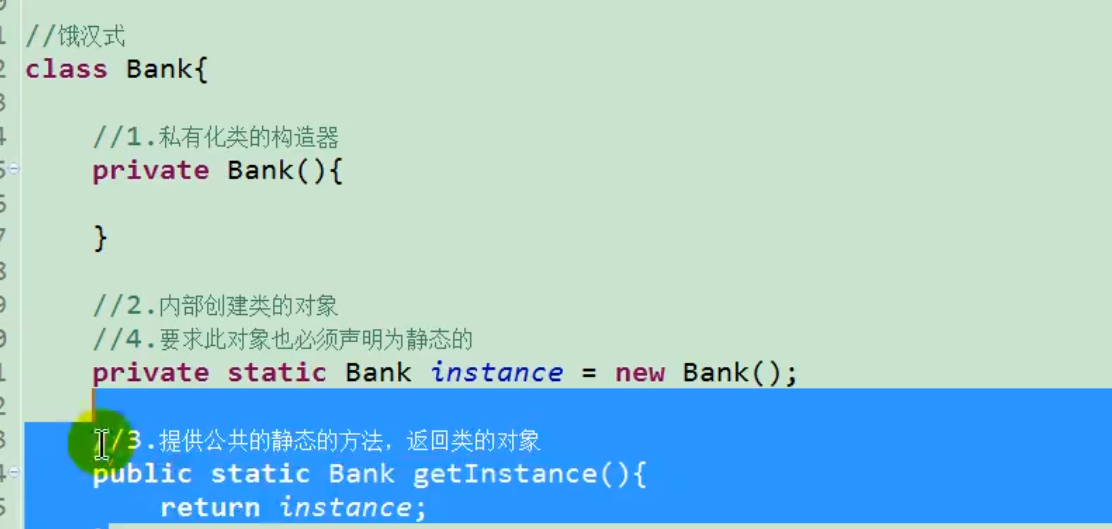 //饿汉式
class Bank{
//1.私有化类的构造器
private Bank(){
}
//2.内部创建类的对象
//4.要求此对象也必须声明为静态的
private static Bank instance = new Bank();
//3.提供公共的静态的方法，返回类的对象
public static Bank getInstance(){
return instance;